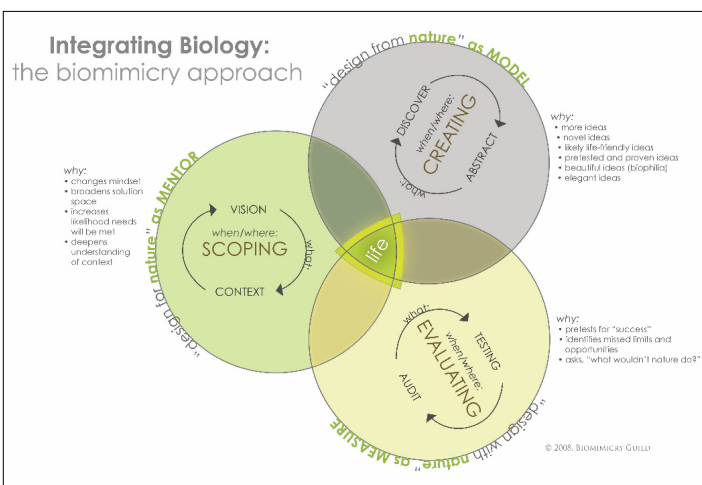 Integrating Biology:
the biomimicry approach
"design from nature" as MODEL
DISCOVER
when/where:
CREATING
ABSTRACT
what:
why:
• more ideas
• novel ideas
• likely life-friendly ideas
• pretested and proven ideas
• beautiful ideas (biophilia)
• elegant ideas
why:
• changes mindset
• broadens solution
space
• increases
likelihood needs
will be met
• deepens
understanding
of context
"design for nature" as MENTOR
VISION
when/where:
SCOPING
what:
CONTEXT
life
what:
TESTING
when/where:
EVALUATING
AUDIT
"design with nature" as MEASURE
why:
• pretests for "success"
• identifies missed limits and
opportunities
• asks, "what wouldn't nature do?"
© 2008, BIOMIMICRY GUILD